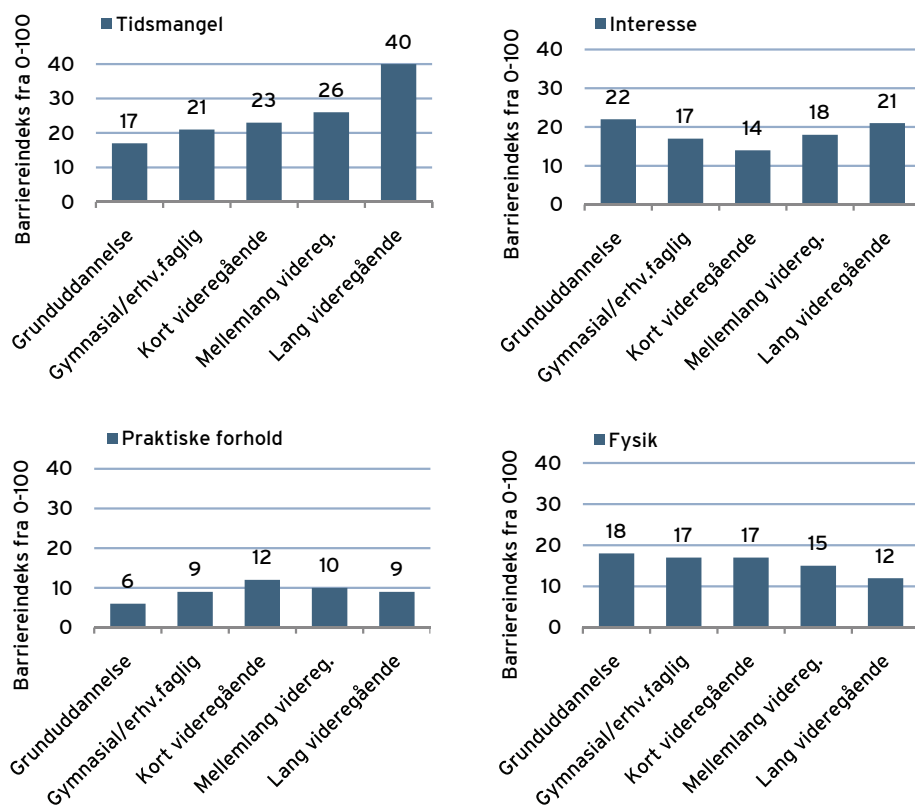 Tidsmangel
Barriereindeks fra 0-100
40
30
20
10
0
17
21
23
26
40
Grunduddannelse
Gymnasial/erhv.faglig
Kort videregående
Mellemlang videreg.
Lang videregående
Interesse
Barriereindeks fra 0-100
40
30
20
10
0
22
17
14
18
21
Grunduddannelse
Gymnasial/erhv.faglig
Kort videregående
Mellemlang videreg.
Lang videregående
Praktiske forhold
Barriereindeks fra 0-100
40
30
20
10
0
6
9
12
10
9
Grunduddannelse
Gymnasial/erhv.faglig
Kort videregående
Mellemlang videreg.
Lang videregående
Fysik
Barriereindeks fra 0-100
40
30
20
10
0
18
17
17
15
12
Grunduddannelse
Gymnasial/erhv.faglig
Kort videregående
Mellemlang videreg.
Lang videregående